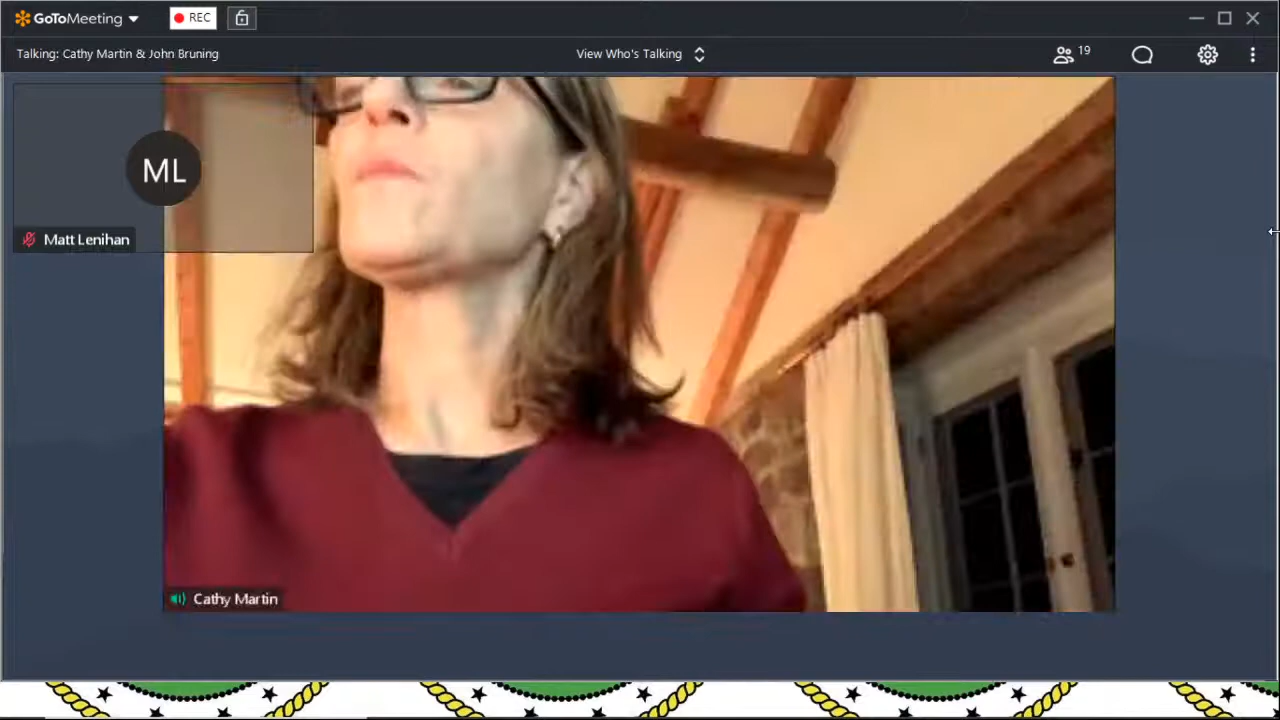 GoToMeeting
REC
Talking: Cathy Martin & John Bruning
View Who's Talking
19
ML
Matt Lenihan
Cathy Martin